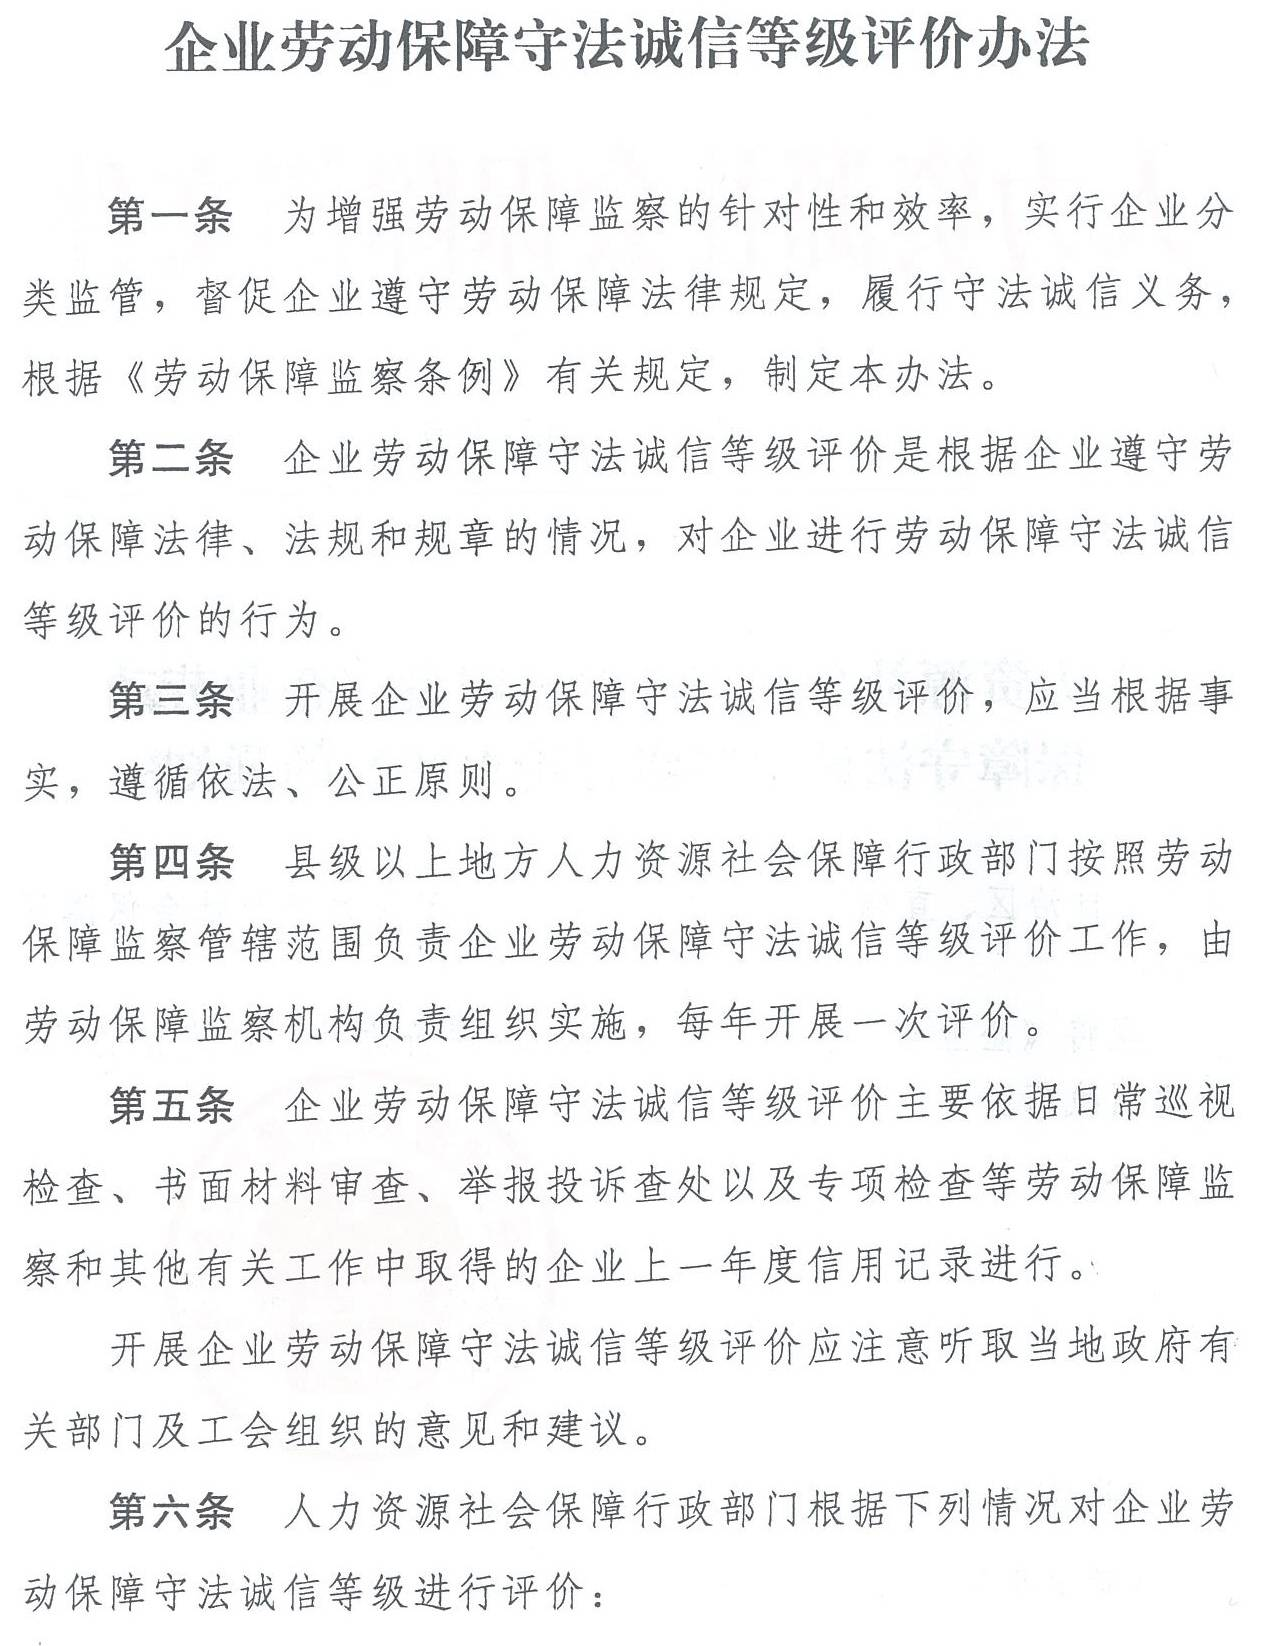 企业劳动保障守法诚信等级评价办法
第一条　为增强劳动保障监察的针对性和效率，实行企业分
类监管，督促企业遵守劳动保障法律规定，履行守法诚信义务，
根据《劳动保障监察条例》有关规定，制定本办法。
第二条　企业劳动保障守法诚信等级评价是根据企业遵守劳
动保障法律、法规和规章的情况，对企业进行劳动保障守法诚信
等级评价的行为。
第三条　开展企业劳动保障守法诚信等级评价，应当根据事
实，遵循依法、公正原则。
第四条　县级以上地方人力资源社会保障行政部门按照劳动
保障监察管辖范围负责企业劳动保障守法诚信等级评价工作，由
劳动保障监察机构负责组织实施，每年开展一次评价。
第五条　企业劳动保障守法诚信等级评价主要依据日常巡视
检查、书面材料审查、举报投诉查处以及专项检查等劳动保障监
察和其他有关工作中取得的企业上一年度信用记录进行。
开展企业劳动保障守法诚信等级评价应注意听取当地政府有
关部门及工会组织的意见和建议。
第六条　人力资源社会保障行政部门根据下列情况对企业劳
动保障守法诚信等级进行评价：